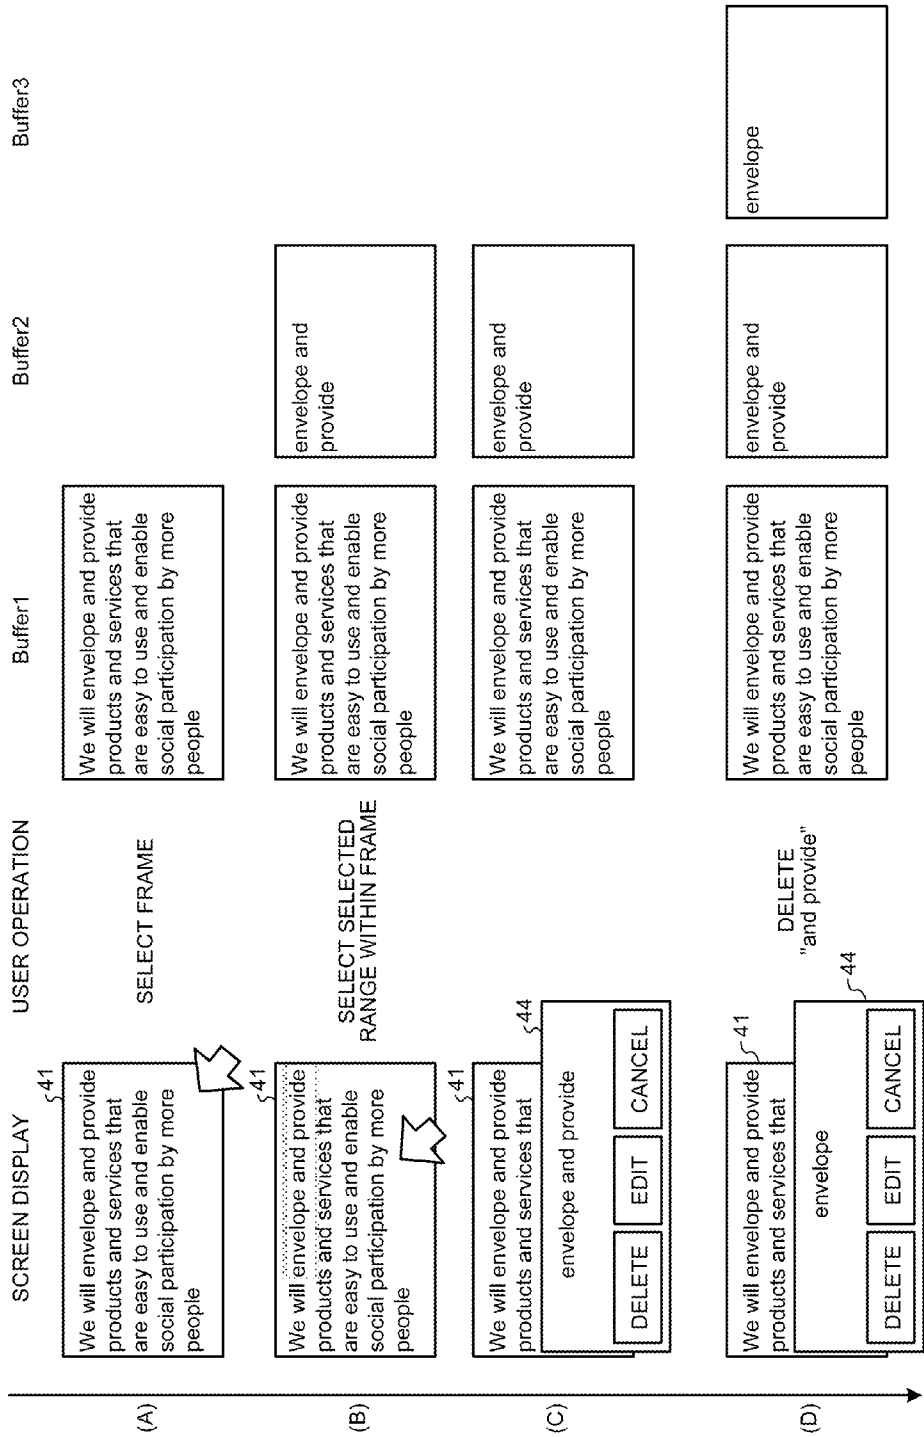 SCREEN DISPLAY
USER OPERATION
Buffer1
Buffer2
Buffer3
(A)
41
We will envelope and provide
products and services that
are easy to use and enable
social participation by more
people
SELECT FRAME
We will envelope and provide
products and services that
are easy to use and enable
social participation by more
people
(B)
41
We will envelope and provide
products and services that
are easy to use and enable
social participation by more
people
SELECT SELECTED
RANGE WITHIN FRAME
We will envelope and provide
products and services that
are easy to use and enable
social participation by more
people
envelope and
provide
(C)
41
We will envelope and provide
products and services that
44
envelope and provide
DELETE
EDIT
CANCEL
We will envelope and provide
products and services that
are easy to use and enable
social participation by more
people
envelope and
provide
(D)
41
We will envelope and provide
products and services that
44
envelope
DELETE
EDIT
CANCEL
DELETE
"and provide"
We will envelope and provide
products and services that
are easy to use and enable
social participation by more
people
envelope and
provide
envelope